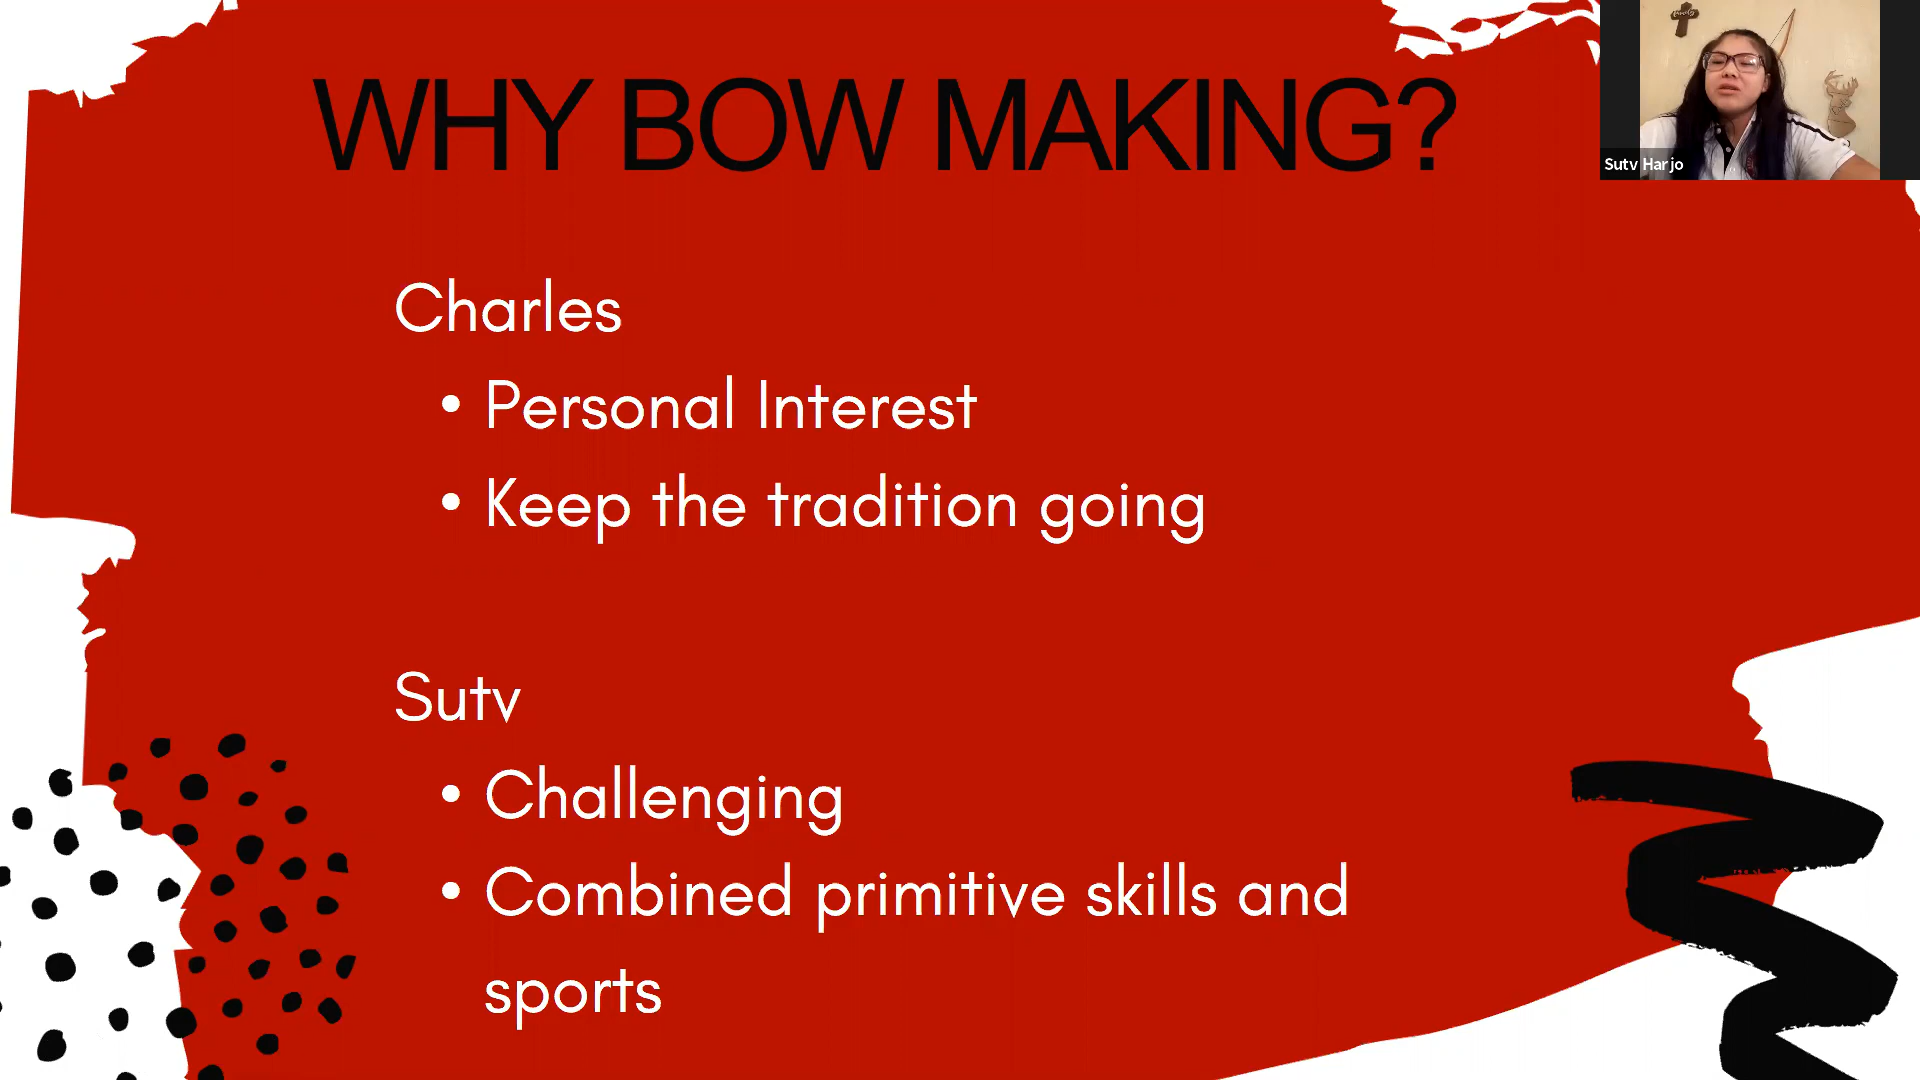 WHY BOW MAKING?
Sutv Harjo
Charles
• Personal Interest
• Keep the tradition going
Sutv
• Challenging
• Combined primitive skills and
sports